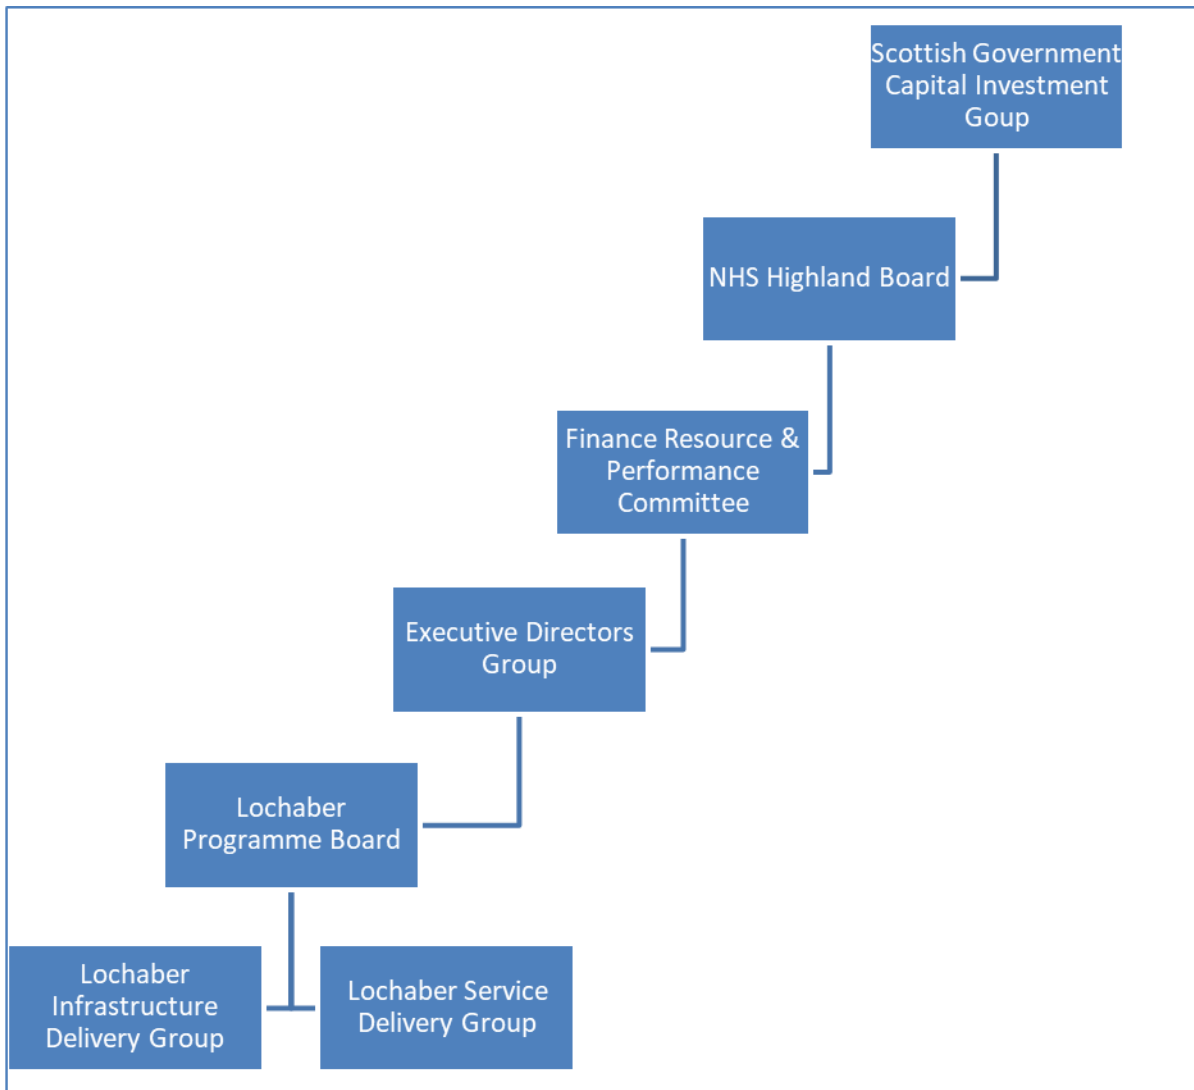 Scottish Government
Capital Investment
Goup
NHS Highland Board
Finance Resource &
Performance
Committee
Executive Directors
Group
Lochaber
Programme Board
Lochaber
Infrastructure
Delivery Group
Lochaber Service
Delivery Group